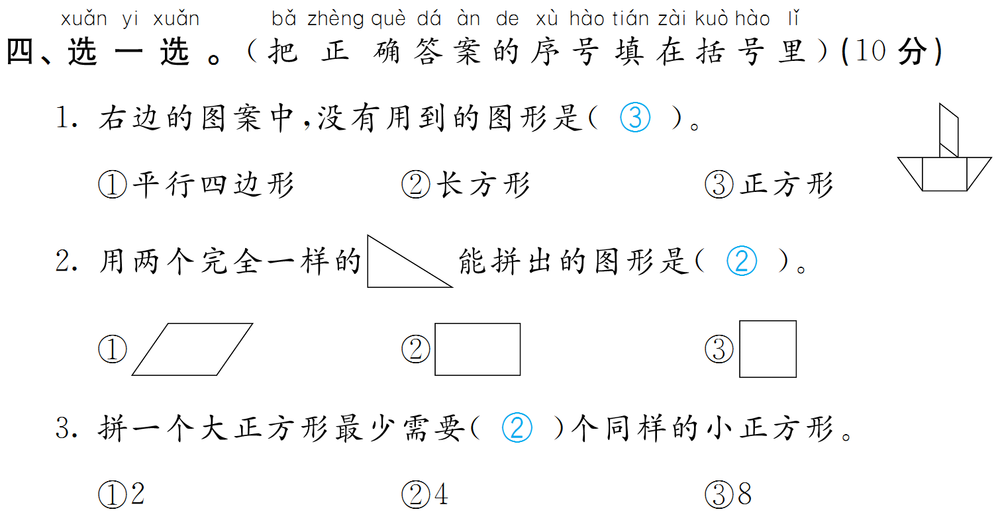 xuǎn yi xuǎn bǎ zhèng què dá àn de xù hào tián zài kuò hào lǐ
四、选一选。(把正确答案的序号填在括号里)(10分)
1. 右边的图案中,没有用到的图形是( ③ )。
①平行四边形 ②长方形 ③正方形
2. 用两个完全一样的 能拼出的图形是( ② )。
① ② ③
3. 拼一个大正方形最少需要( ② )个同样的小正方形。
①2 ②4 ③8